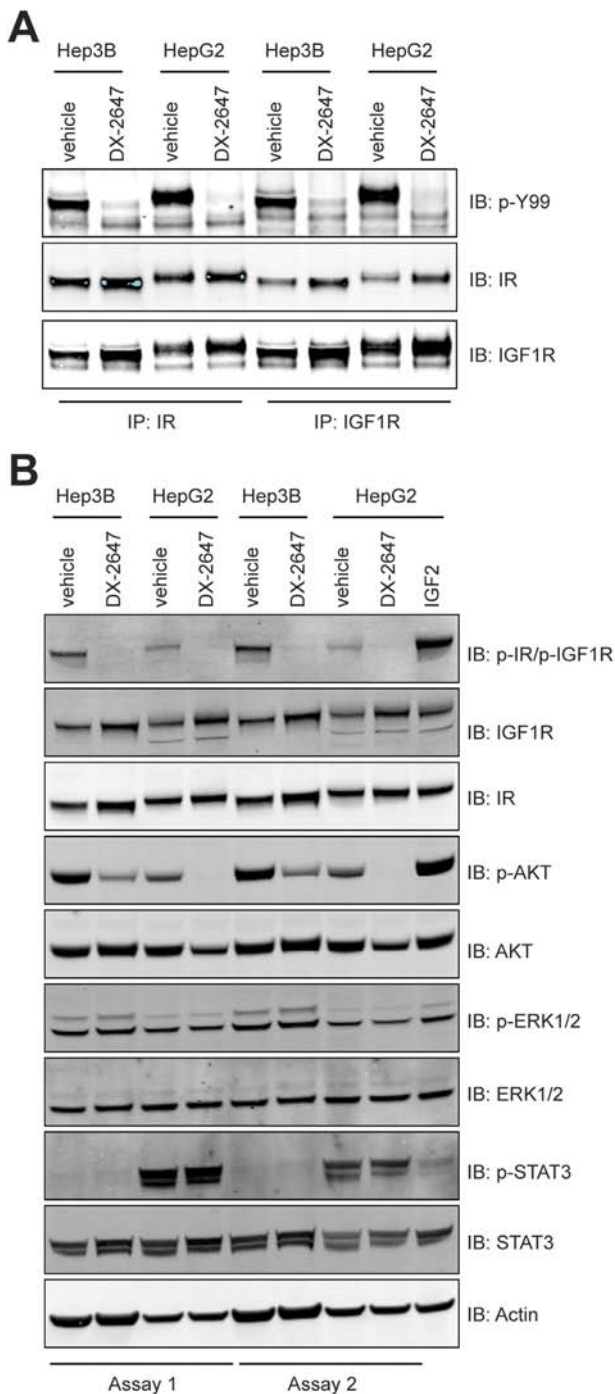 A
Hep3B HepG2 Hep3B HepG2
vehicle DX-2647 vehicle DX-2647 vehicle DX-2647 vehicle DX-2647
IB: p-Y99
IB: IR
IB: IGF1R
IP: IR IP: IGF1R
B
Hep3B HepG2 Hep3B HepG2
vehicle DX-2647 vehicle DX-2647 vehicle DX-2647 vehicle DX-2647 IGF2
IB: p-IR/p-IGF1R
IB: IGF1R
IB: IR
IB: p-AKT
IB: AKT
IB: p-ERK1/2
IB: ERK1/2
IB: p-STAT3
IB: STAT3
IB: Actin
Assay 1 Assay 2